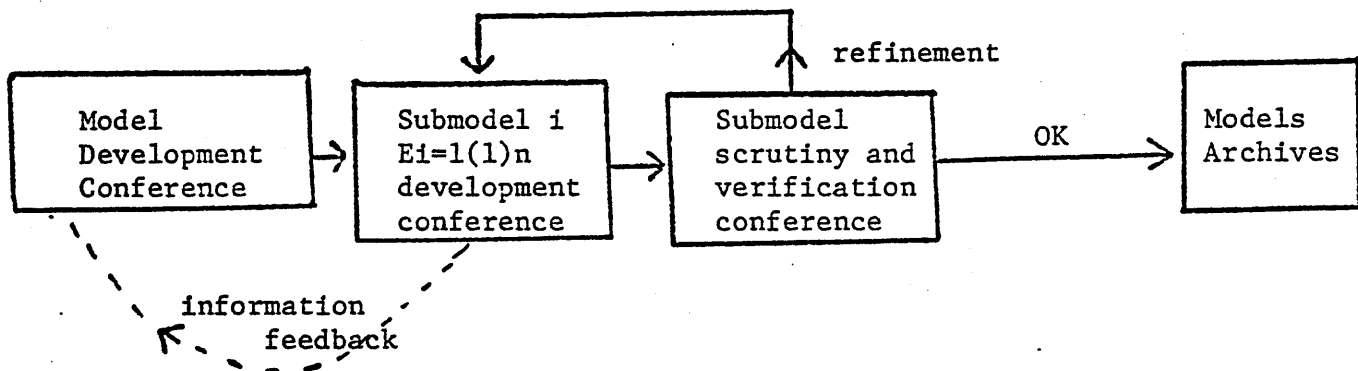 refinement
Model
Development
Conference
Submodel i
Ei=1(1)n
development
conference
Submodel
scrutiny and
verification
conference
OK
Models
Archives
information
feedback